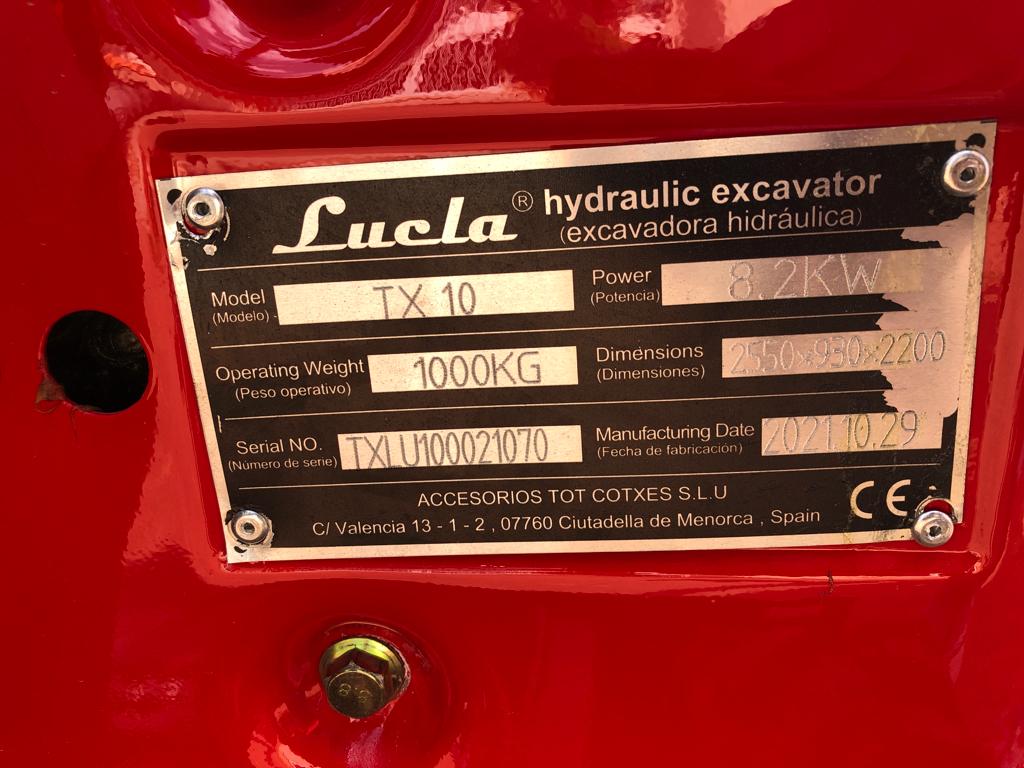 Lucla® hydraulic excavator
(excavadora hidráulica)
Model TX 10 Power 8.2KW
(Modelo) (Potencia)
Operating Weight 1000KG Dimensions 2550×930×2200
(Peso operativo) (Dimensiones)
Serial NO. TXLU100021070 Manufacturing Date 2021.10.29
(Número de serie) (Fecha de fabricación)
ACCESORIOS TOT COTXES S.L.U
C/ Valencia 13 - 1 - 2 , 07760 Ciutadella de Menorca , Spain
CE
8.8